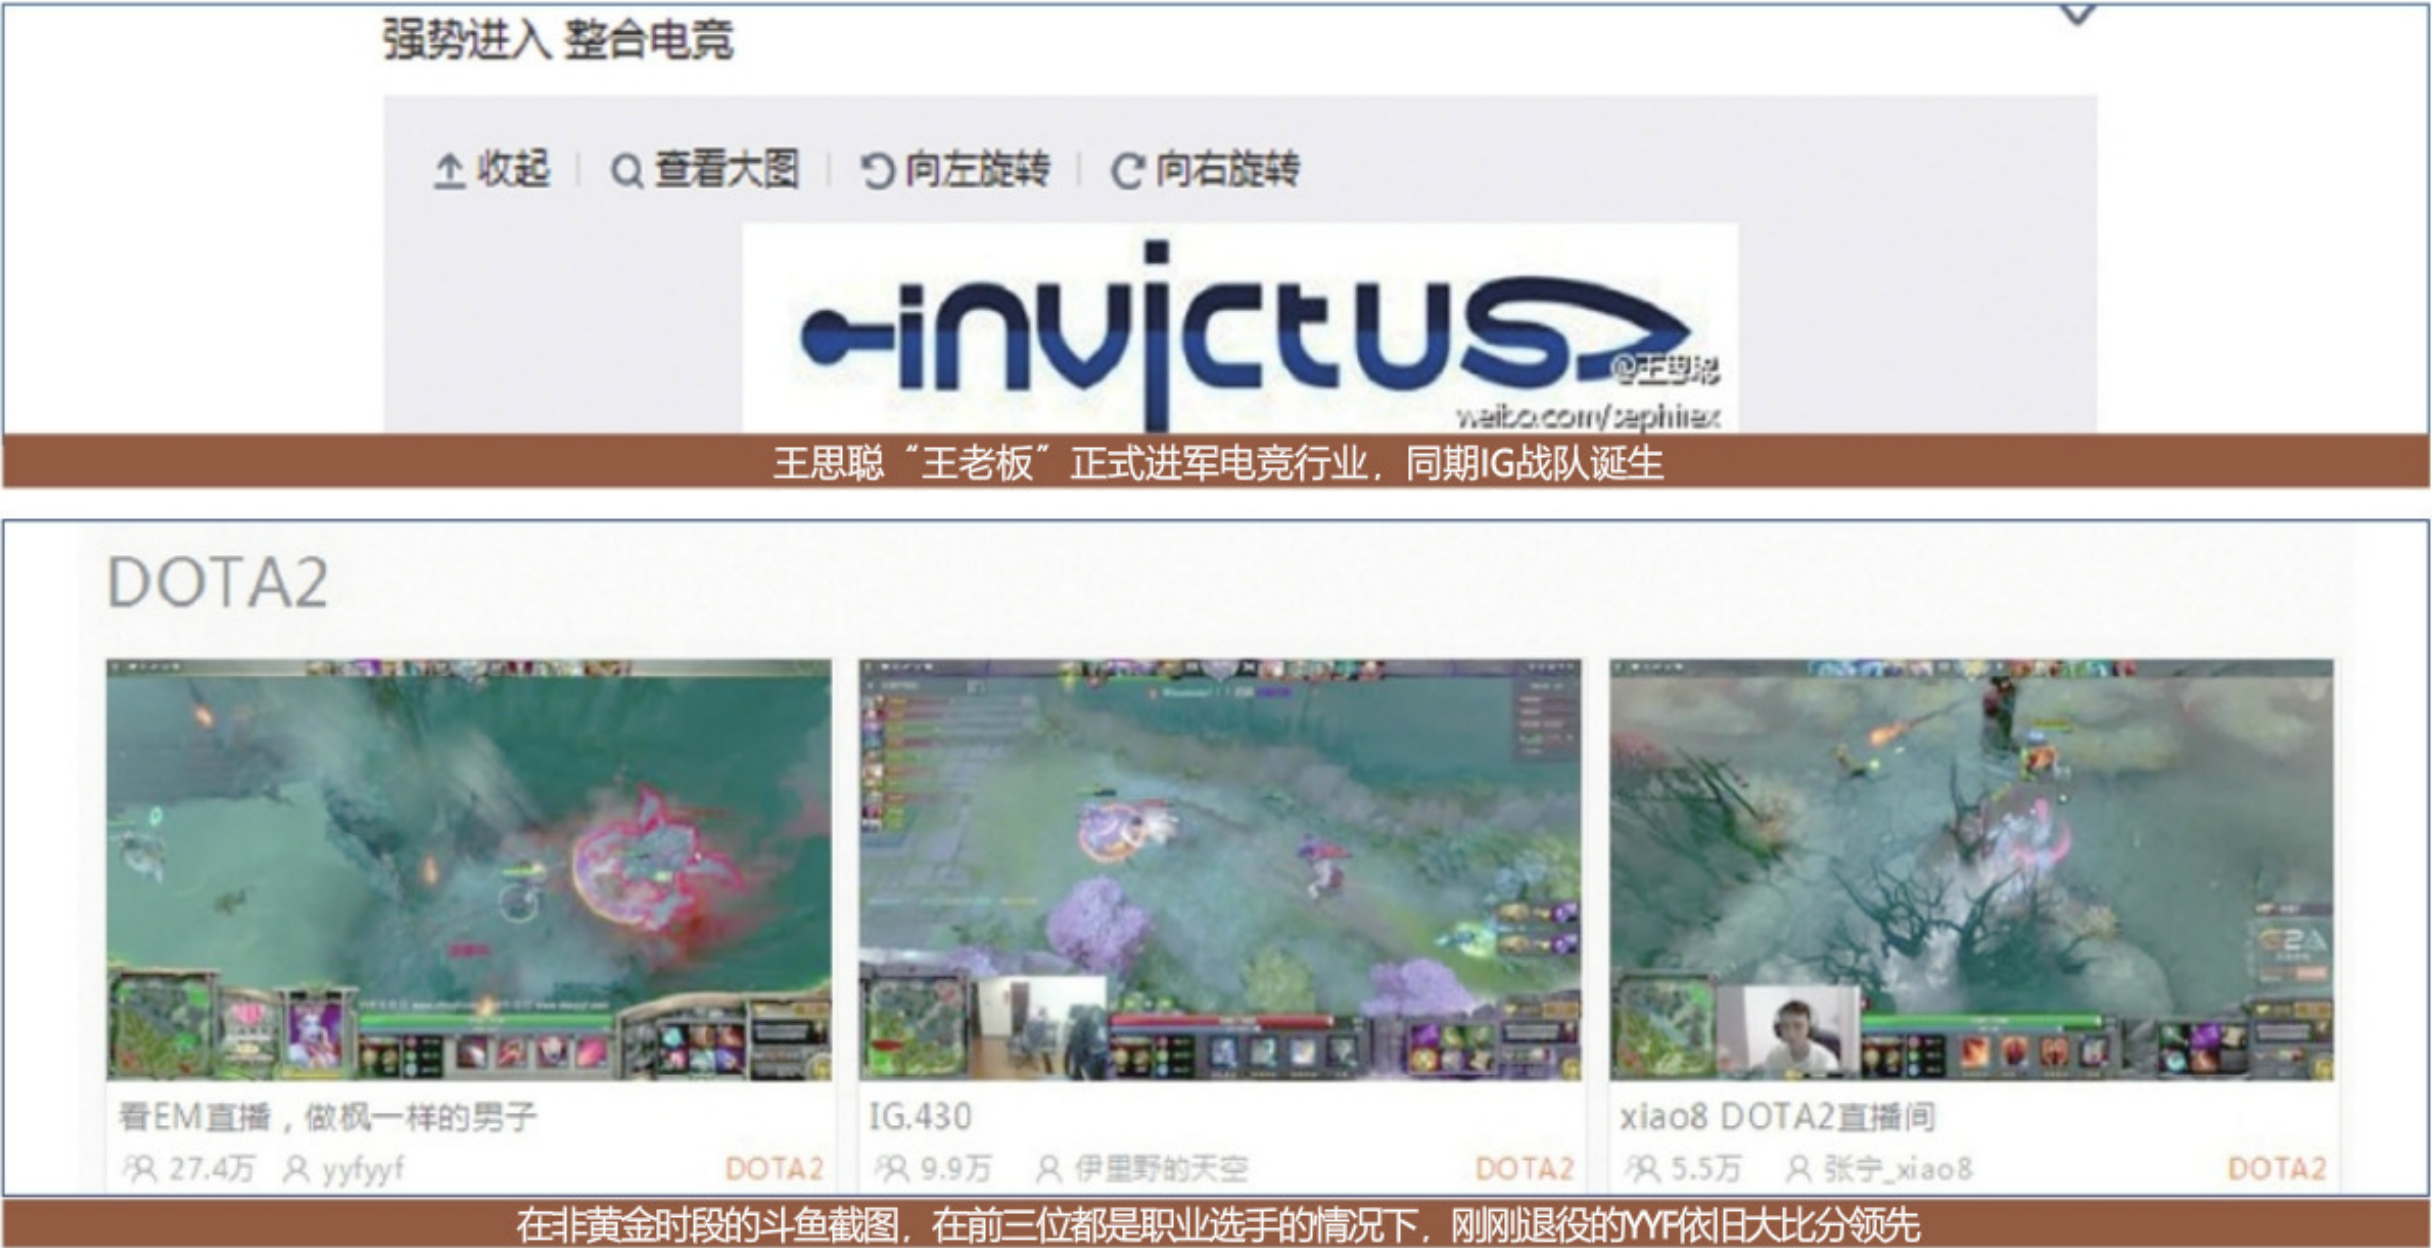 强势进入 整合电竞
收起 查看大图 向左旋转 向右旋转
invictus
@王思聪
weibo.com/sephirex
王思聪“王老板”正式进军电竞行业，同期IG战队诞生
DOTA2
G2A
看EM直播，做枫一样的男子
27.4万 yyfyyf DOTA2
IG.430
9.9万 伊里野的天空 DOTA2
xiao8 DOTA2直播间
5.5万 张宁_xiao8 DOTA2
在非黄金时段的斗鱼截图，在前三位都是职业选手的情况下，刚刚退役的YYF依旧大比分领先